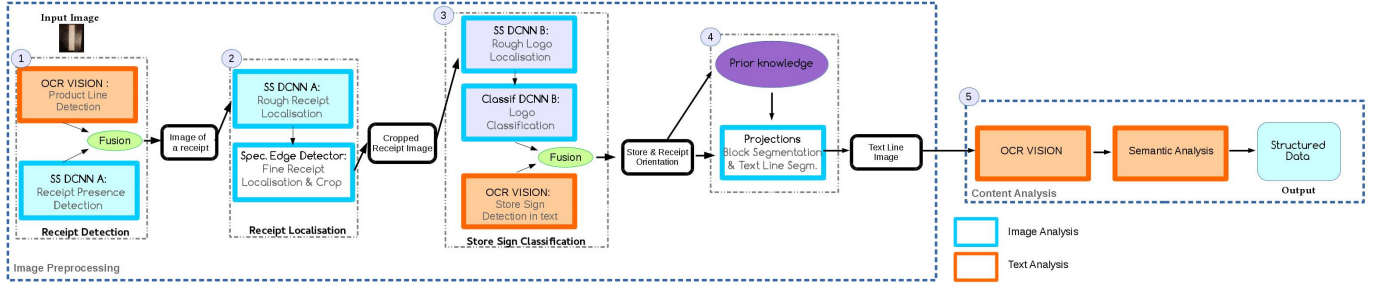 Input Image
1
OCR VISION :
Product Line
Detection
Fusion
SS DCNN A:
Receipt Presence
Detection
Receipt Detection
Image of
a receipt
2
SS DCNN A:
Rough Receipt
Localisation
Spec. Edge Detector:
Fine Receipt
Localisation & Crop
Receipt Localisation
Cropped
Receipt Image
3
SS DCNN B:
Rough Logo
Localisation
Classif DCNN B:
Logo
Classification
Fusion
OCR VISION:
Store Sign
Detection in text
Store Sign Classification
Store & Receipt
Orientation
4
Prior knowledge
Projections
Block Segmentation
& Text Line Segm.
Text Line
Image
Image Preprocessing
5
OCR VISION
Semantic Analysis
Structured
Data
Output
Content Analysis
Image Analysis
Text Analysis